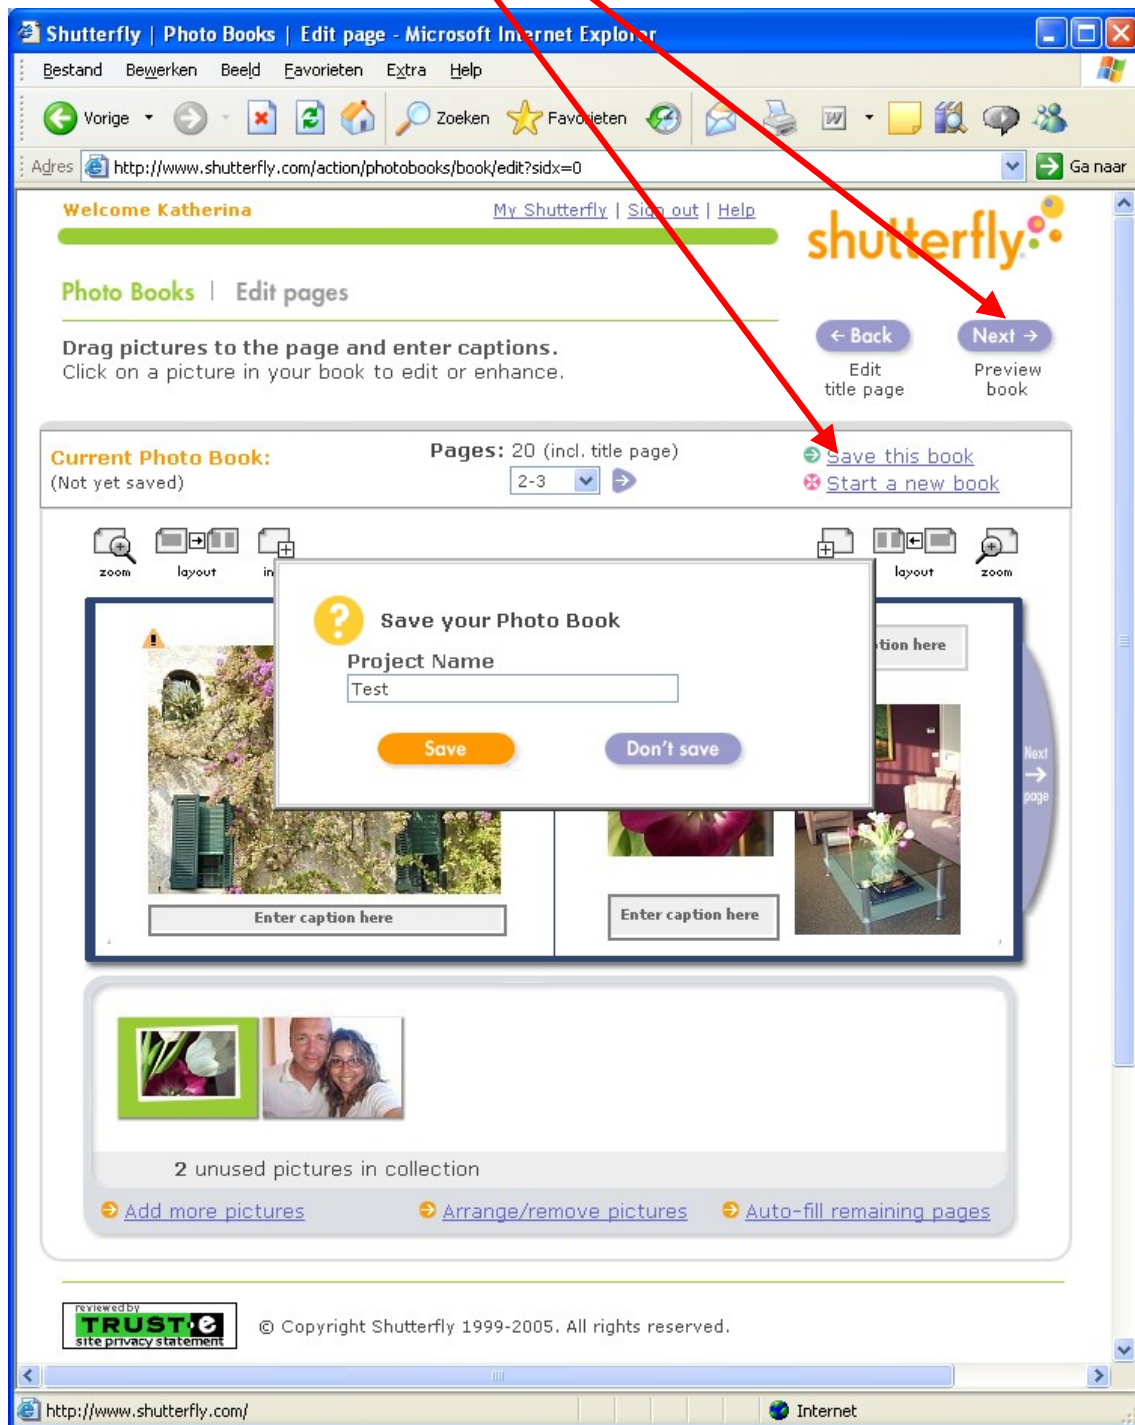 Shutterfly | Photo Books | Edit page - Microsoft Internet Explorer
Bestand Bewerken Beeld Favorieten Extra Help
Vorige Zoeken Favorieten
Adres http://www.shutterfly.com/action/photobooks/book/edit?sidx=0 Ga naar
Welcome Katherina My Shutterfly | Sign out | Help
shutterfly.
Photo Books | Edit pages
← Back Next →
Drag pictures to the page and enter captions.
Click on a picture in your book to edit or enhance.
Edit title page
Preview book
Current Photo Book: Pages: 20 (incl. title page) Save this book
(Not yet saved) 2-3 Start a new book
zoom layout in layout zoom
Save your Photo Book
tion here
Project Name
Test
Save Don't save
Next → page
Enter caption here Enter caption here
2 unused pictures in collection
Add more pictures Arrange/remove pictures Auto-fill remaining pages
reviewed by
TRUST·e
site privacy statement
© Copyright Shutterfly 1999-2005. All rights reserved.
http://www.shutterfly.com/ Internet